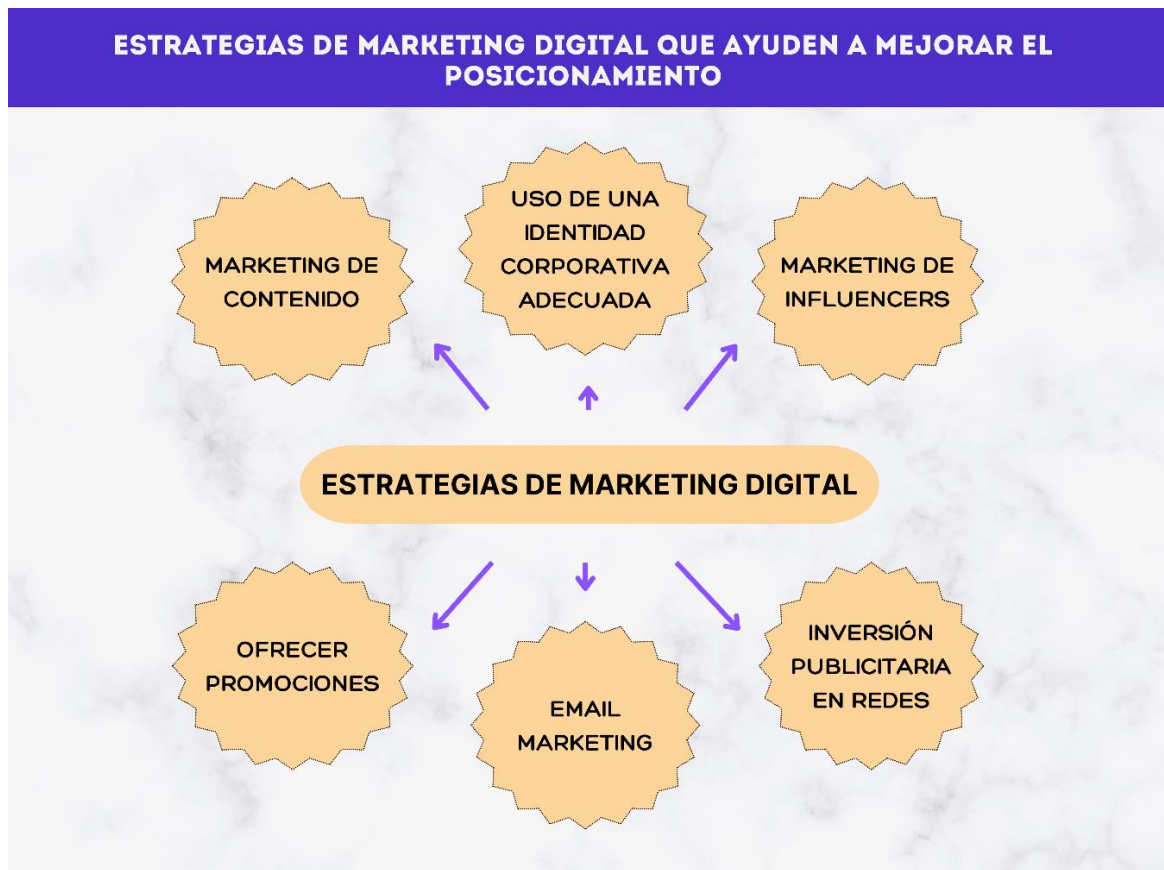 ESTRATEGIAS DE MARKETING DIGITAL QUE AYUDEN A MEJORAR EL
POSICIONAMIENTO
MARKETING DE
CONTENIDO
USO DE UNA
IDENTIDAD
CORPORATIVA
ADECUADA
MARKETING DE
INFLUENCERS
ESTRATEGIAS DE MARKETING DIGITAL
OFRECER
PROMOCIONES
EMAIL
MARKETING
INVERSIÓN
PUBLICITARIA
EN REDES